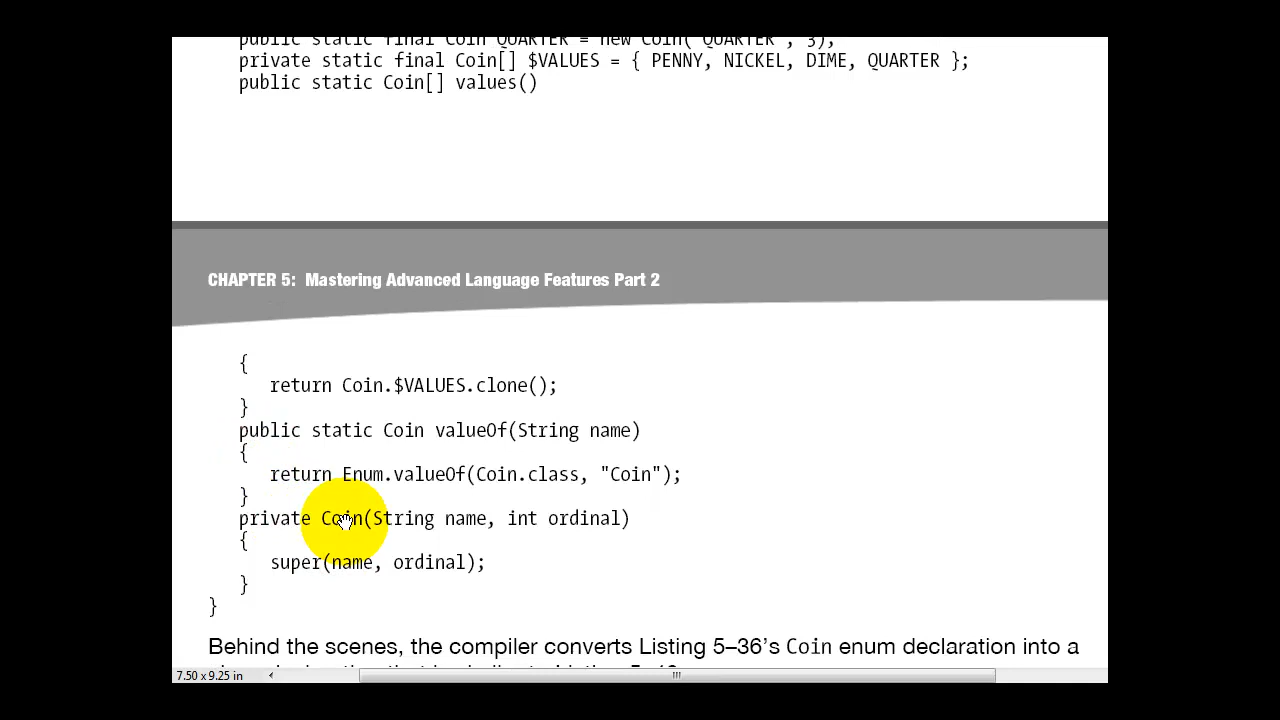 public static final Coin QUARTER = new Coin("QUARTER", 3);
private static final Coin[] $VALUES = { PENNY, NICKEL, DIME, QUARTER };
public static Coin[] values()
CHAPTER 5: Mastering Advanced Language Features Part 2
{
return Coin.$VALUES.clone();
}
public static Coin valueOf(String name)
{
return Enum.valueOf(Coin.class, "Coin");
}
private Coin(String name, int ordinal)
{
super(name, ordinal);
}
}
Behind the scenes, the compiler converts Listing 5–36's Coin enum declaration into a
7.50 x 9.25 in